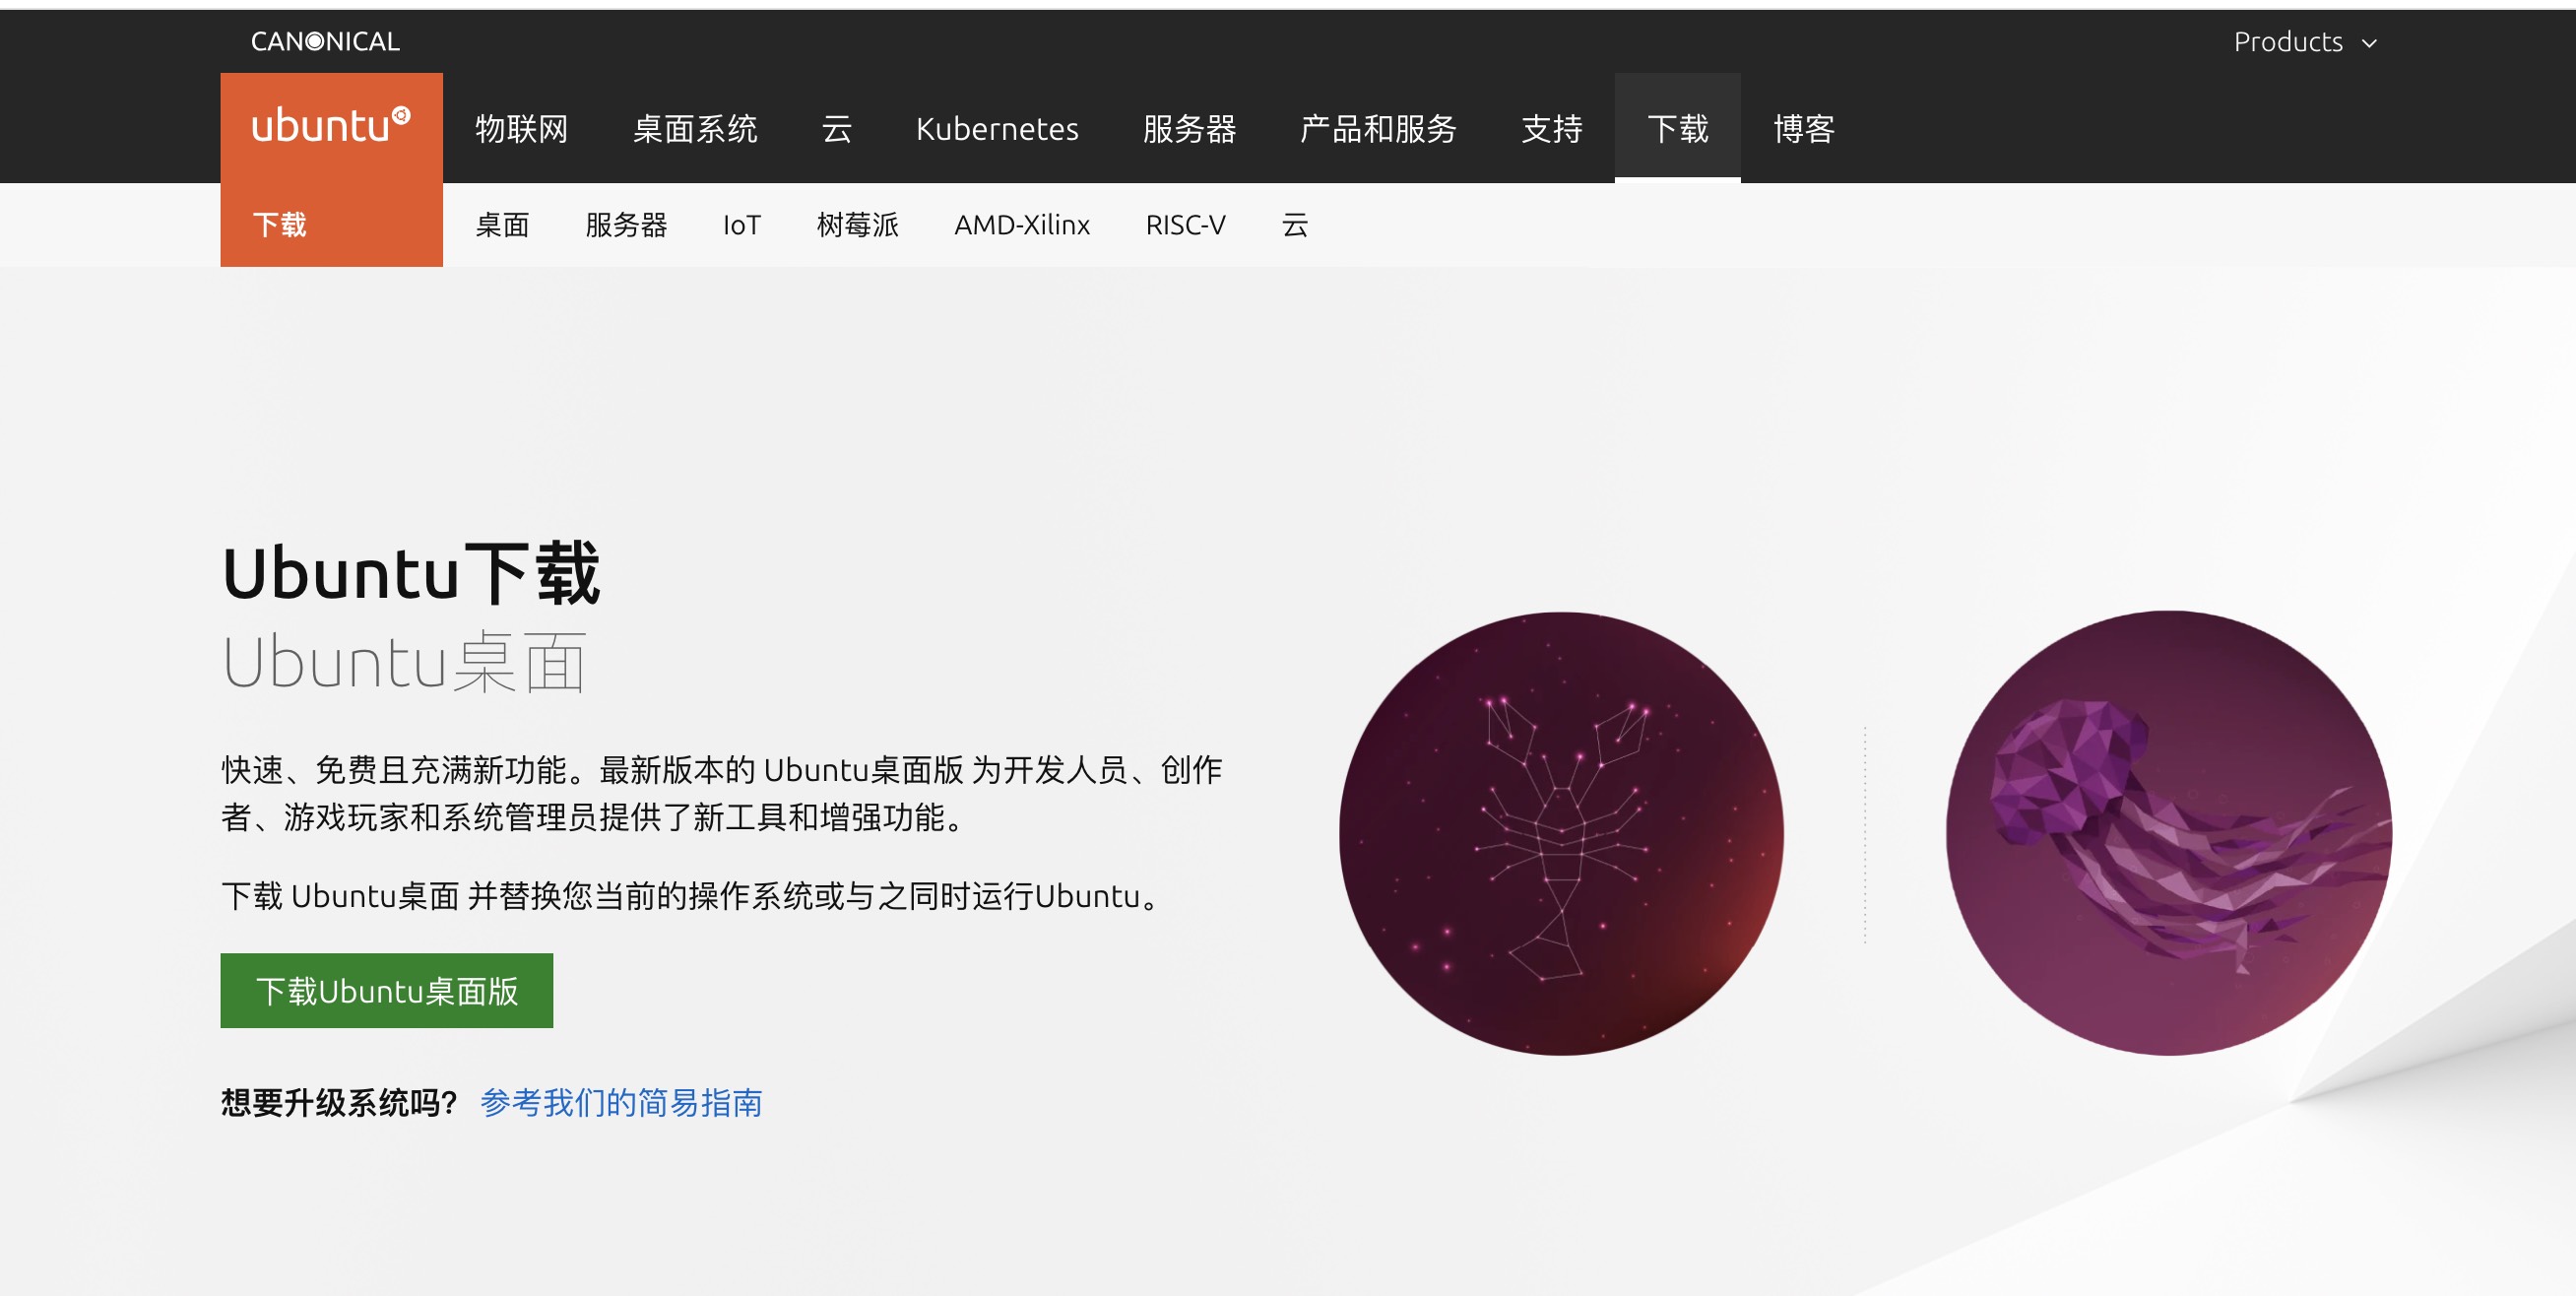 CANONICAL
Products
ubuntu
物联网 桌面系统 云 Kubernetes 服务器 产品和服务 支持 下载 博客
下载 桌面 服务器 IoT 树莓派 AMD-Xilinx RISC-V 云
Ubuntu下载
Ubuntu桌面
快速、免费且充满新功能。最新版本的 Ubuntu桌面版 为开发人员、创作
者、游戏玩家和系统管理员提供了新工具和增强功能。
下载 Ubuntu桌面 并替换您当前的操作系统或与之同时运行Ubuntu。
下载Ubuntu桌面版
想要升级系统吗? 参考我们的简易指南